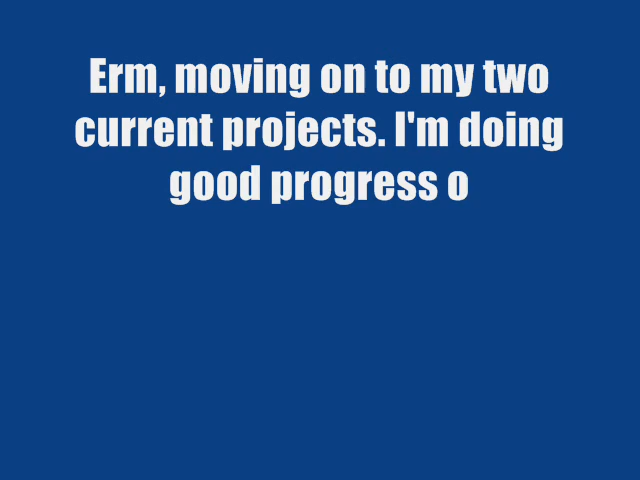 Erm, moving on to my two
current projects. I'm doing
good progress o